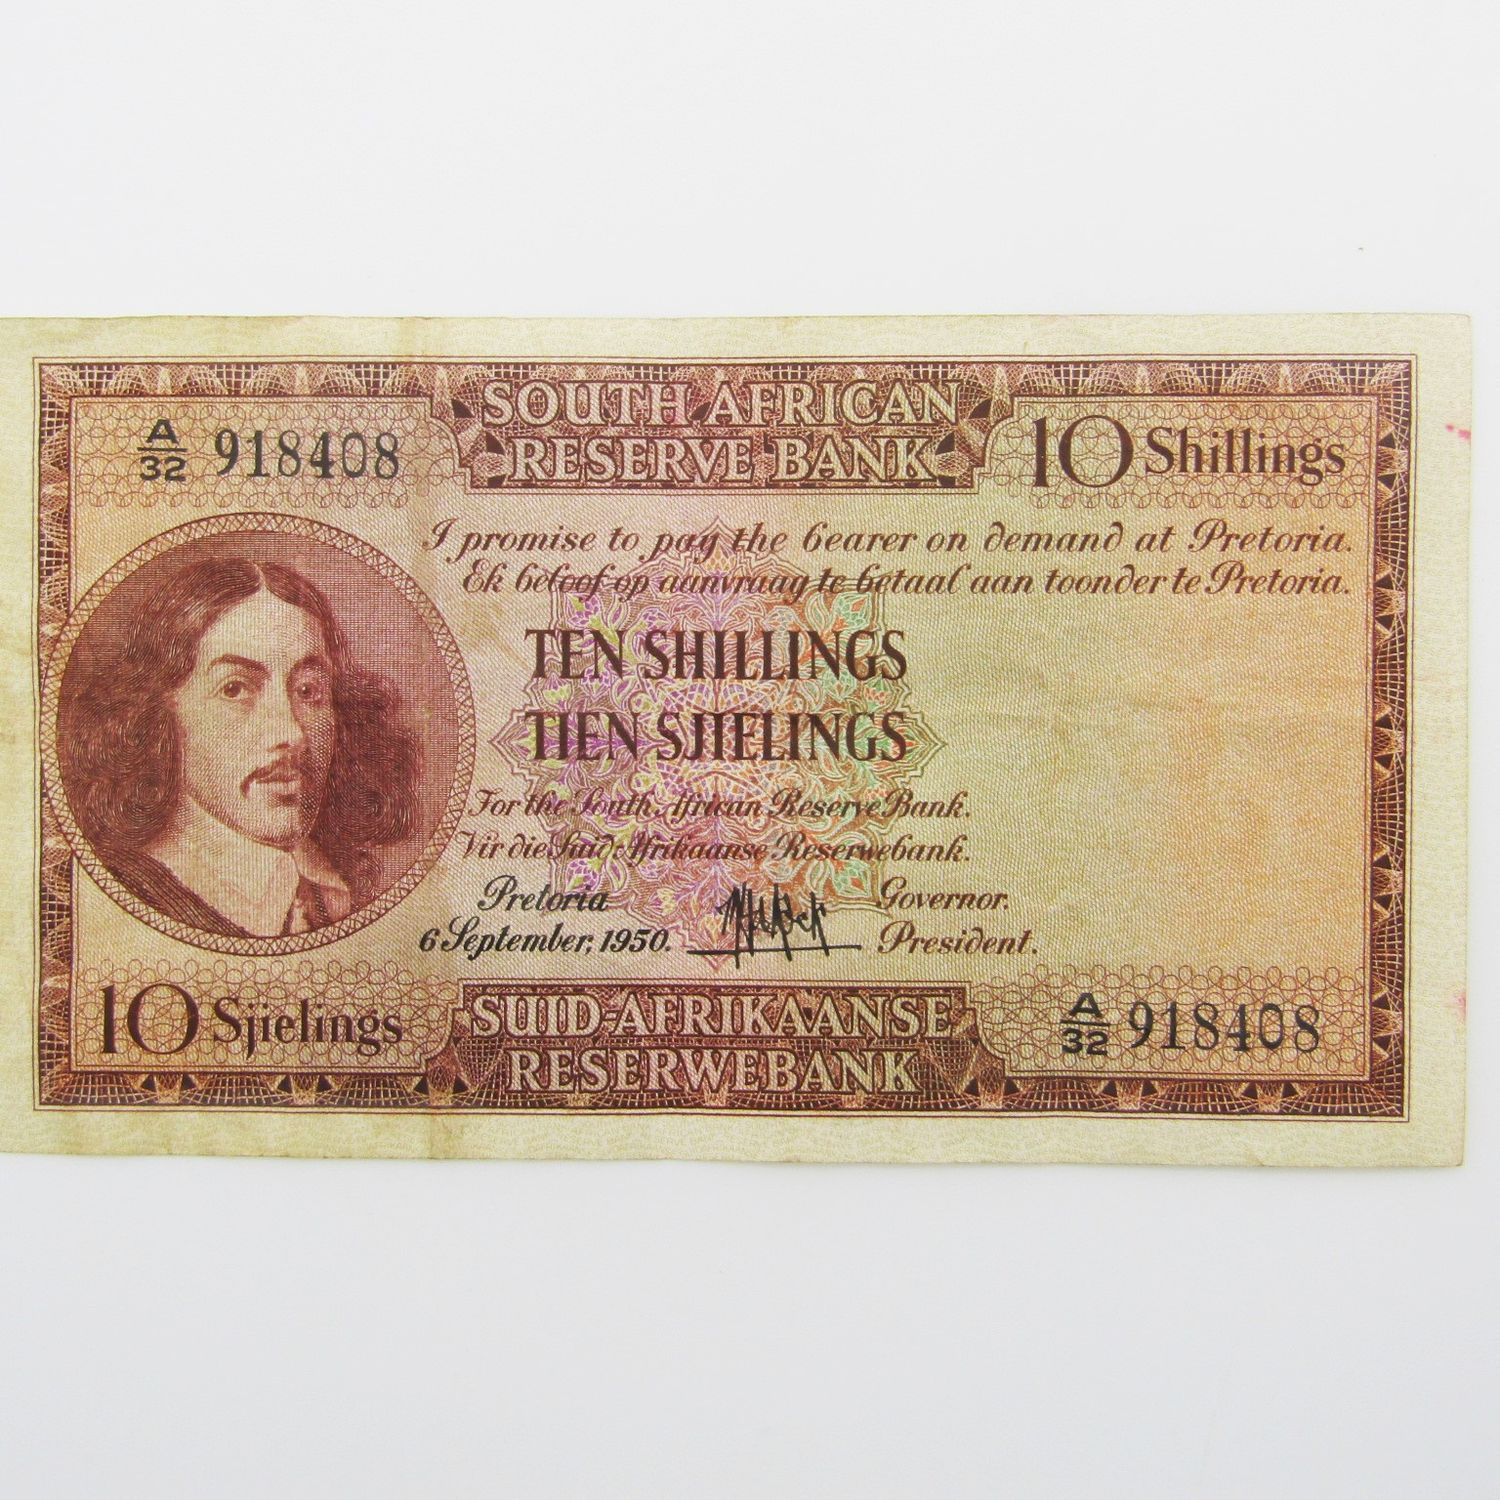 SOUTH AFRICAN
RESERVE BANK
A/32 918408
10 Shillings
I promise to pay the bearer on demand at Pretoria.
Ek beloof op aanvraag te betaal aan toonder te Pretoria.
TEN SHILLINGS
TIEN SJIELINGS
For the South African Reserve Bank.
Vir die Suid-Afrikaanse Reserwebank.
Pretoria
6 September, 1950.
Governor.
President.
10 Sjielings
SUID-AFRIKAANSE
RESERWEBANK
A/32 918408